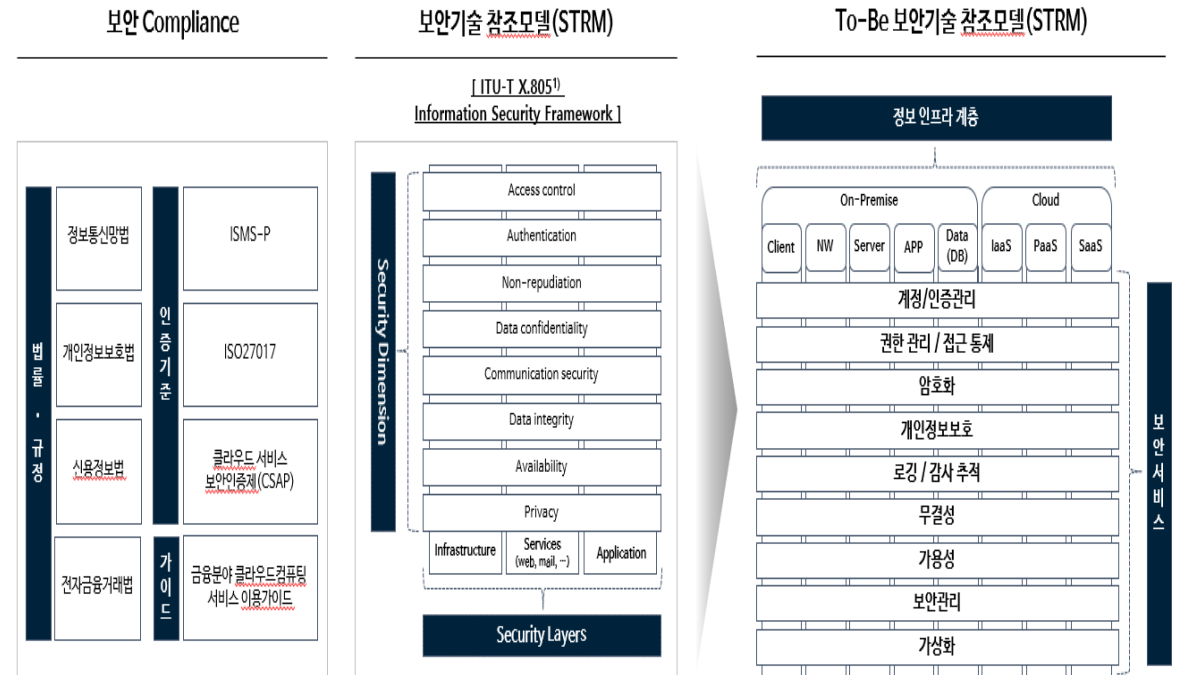 보안 Compliance
법률 · 규정
정보통신망법
개인정보보호법
신용정보법
전자금융거래법
인증기준
ISMS-P
ISO27017
클라우드 서비스
보안인증제(CSAP)
가이드
금융분야 클라우드컴퓨팅
서비스 이용가이드
보안기술 참조모델(STRM)
[ ITU-T X.805¹⁾
Information Security Framework ]
Security Dimension
Access control
Authentication
Non-repudiation
Data confidentiality
Communication security
Data integrity
Availability
Privacy
Infrastructure
Services
(web, mail, ···)
Application
Security Layers
To-Be 보안기술 참조모델(STRM)
정보 인프라 계층
On-Premise
Cloud
Client
NW
Server
APP
Data
(DB)
IaaS
PaaS
SaaS
계정/인증관리
권한 관리 / 접근 통제
암호화
개인정보보호
로깅 / 감사 추적
무결성
가용성
보안관리
가상화
보안서비스